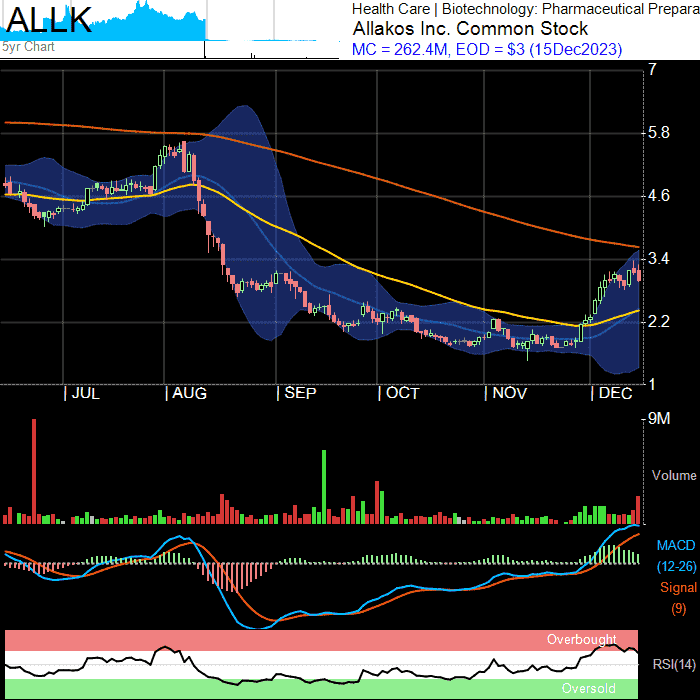 ALLK
5yr Chart
Health Care | Biotechnology: Pharmaceutical Prepara
Allakos Inc. Common Stock
MC = 262.4M, EOD = $3 (15Dec2023)
7
5.8
4.6
3.4
2.2
1
| JUL | AUG | SEP | OCT | NOV | DEC
9M
Volume
MACD
(12-26)
Signal
(9)
Overbought
RSI(14)
Oversold